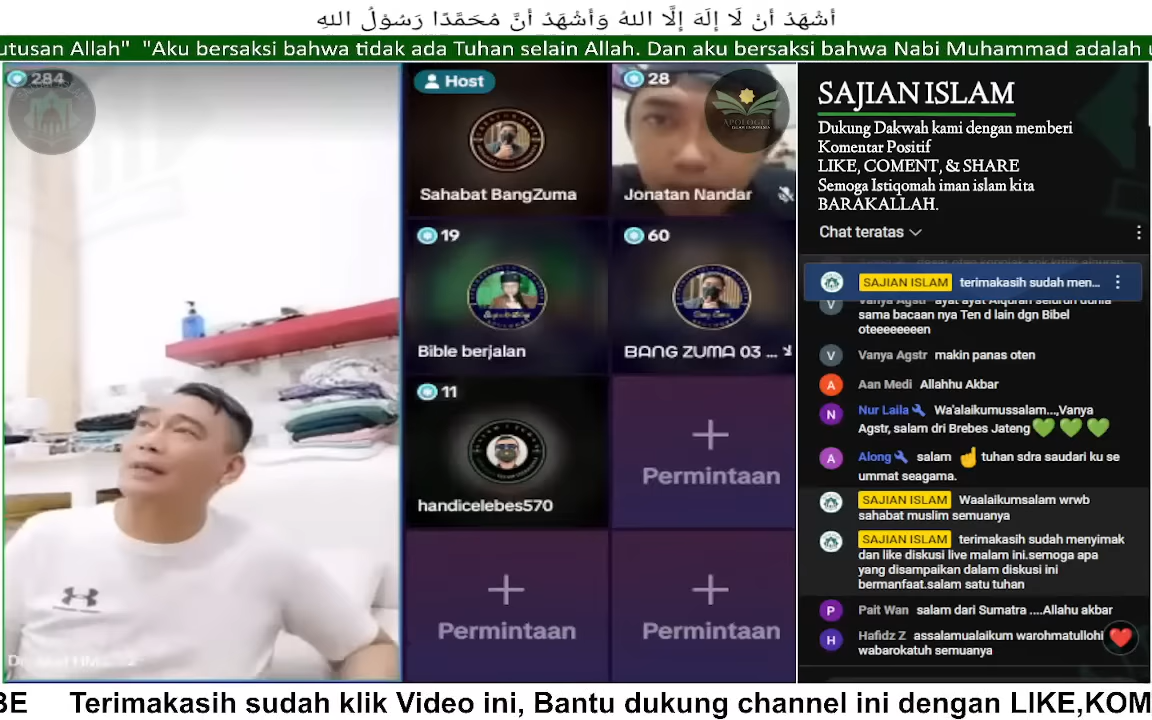 أشْهَدُ أنْ لَا إلَهَ إلَّا اللهُ وَأشْهَدُ أنَّ مُحَمَّدًا رَسُوْلُ اللهِ
utusan Allah" "Aku bersaksi bahwa tidak ada Tuhan selain Allah. Dan aku bersaksi bahwa Nabi Muhammad adalah u
284
Host
Sahabat BangZuma
28
APOLOGET
Jonatan Nandar
19
Bible berjalan
60
BANG ZUMA 03 ...
11
handicelebes570
Permintaan
Permintaan
Permintaan
SAJIAN ISLAM
Dukung Dakwah kami dengan memberi
Komentar Positif
LIKE, COMENT, & SHARE
Semoga Istiqomah iman islam kita
BARAKALLAH.
Chat teratas
SAJIAN ISLAM terimakasih sudah men...
Vanya Agstr ayat ayat Alquran seluruh dunia
sama bacaan nya Ten d lain dgn Bibel
oteeeeeeeen
Vanya Agstr makin panas oten
Aan Medi Allahhu Akbar
Nur Laila Wa'alaikumussalam...,Vanya
Agstr, salam dri Brebes Jateng💚 💚 💚
Along salam ☝ tuhan sdra saudari ku se
ummat seagama.
SAJIAN ISLAM Waalaikumsalam wrwb
sahabat muslim semuanya
SAJIAN ISLAM terimakasih sudah menyimak
dan like diskusi live malam ini.semoga apa
yang disampaikan dalam diskusi ini
bermanfaat.salam satu tuhan
Pait Wan salam dari Sumatra ....Allahu akbar
Hafidz Z assalamualaikum warohmatullohi
wabarokatuh semuanya
BE Terimakasih sudah klik Video ini, Bantu dukung channel ini dengan LIKE,KOM